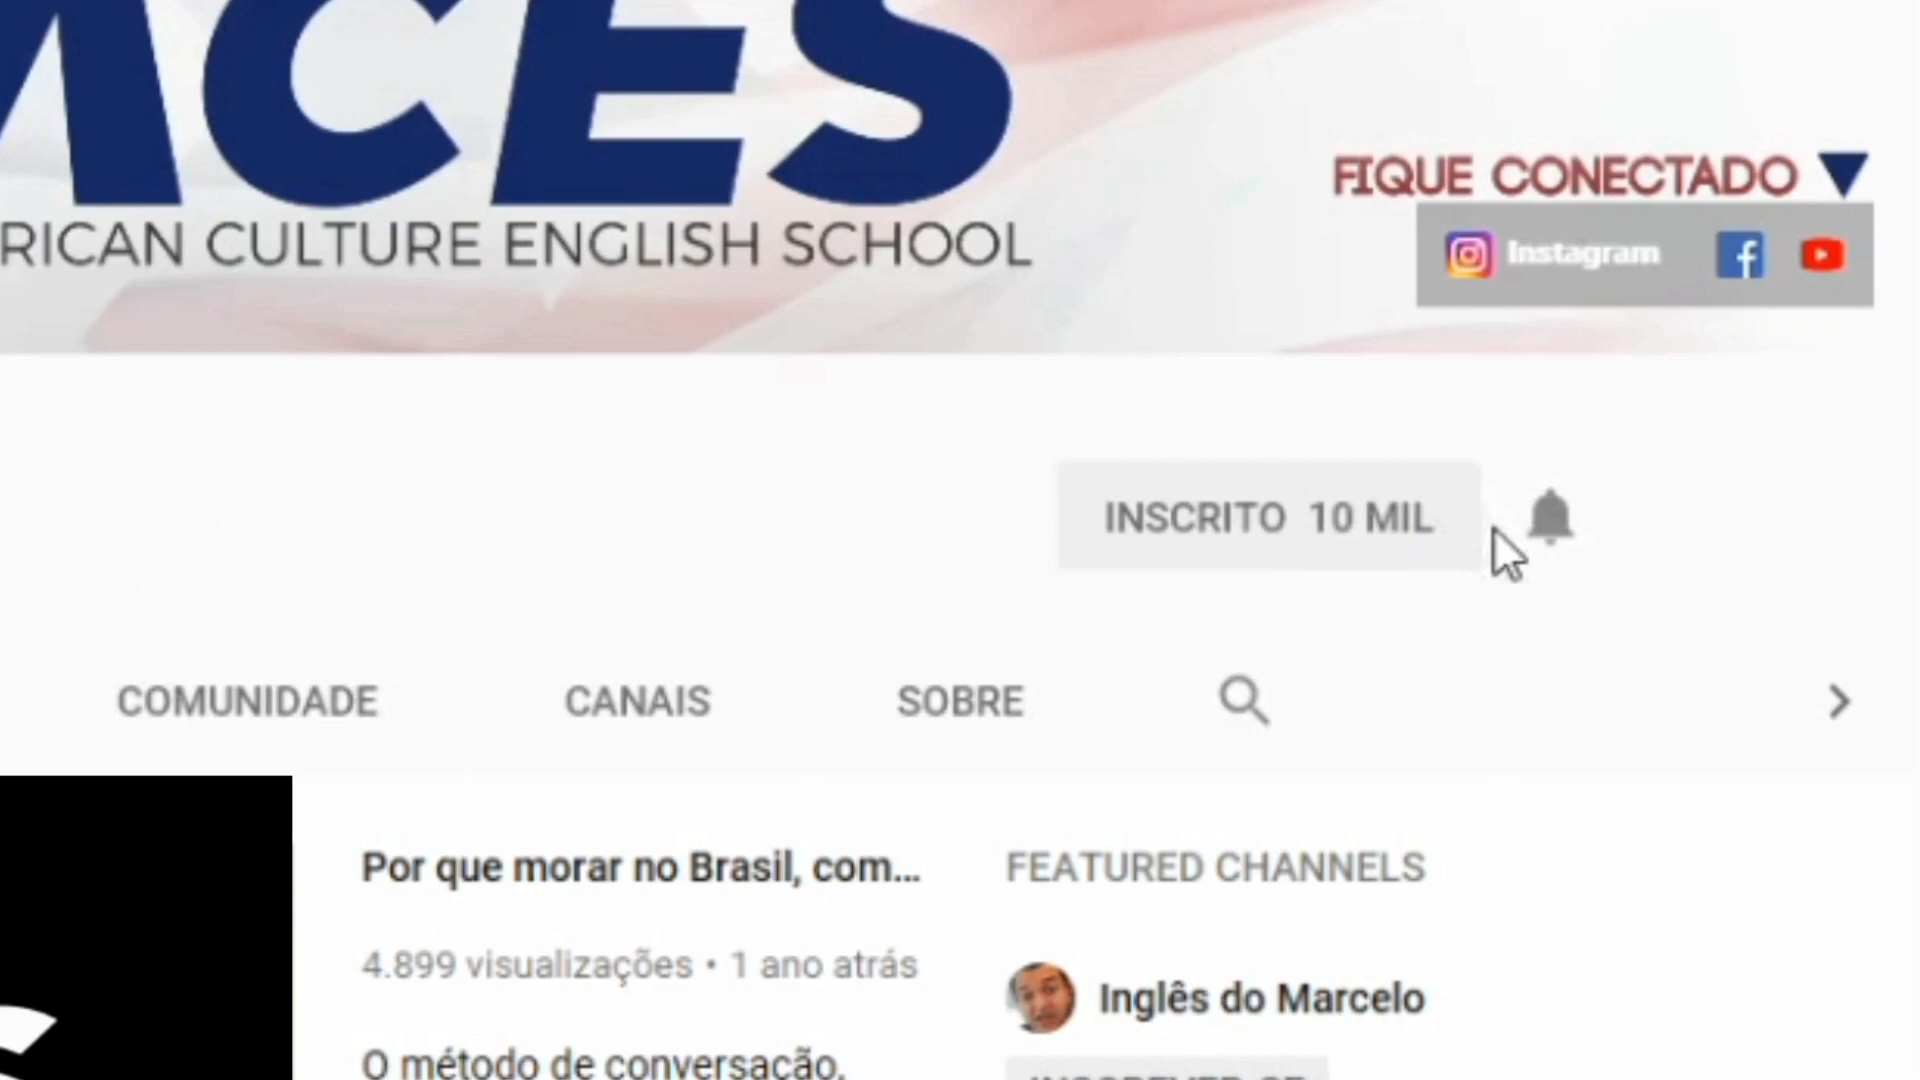 ACES
RICAN CULTURE ENGLISH SCHOOL
FIQUE CONECTADO
Instagram
INSCRITO 10 MIL
COMUNIDADE CANAIS SOBRE
Por que morar no Brasil, com...
4.899 visualizações • 1 ano atrás
O método de conversação,
FEATURED CHANNELS
Inglês do Marcelo